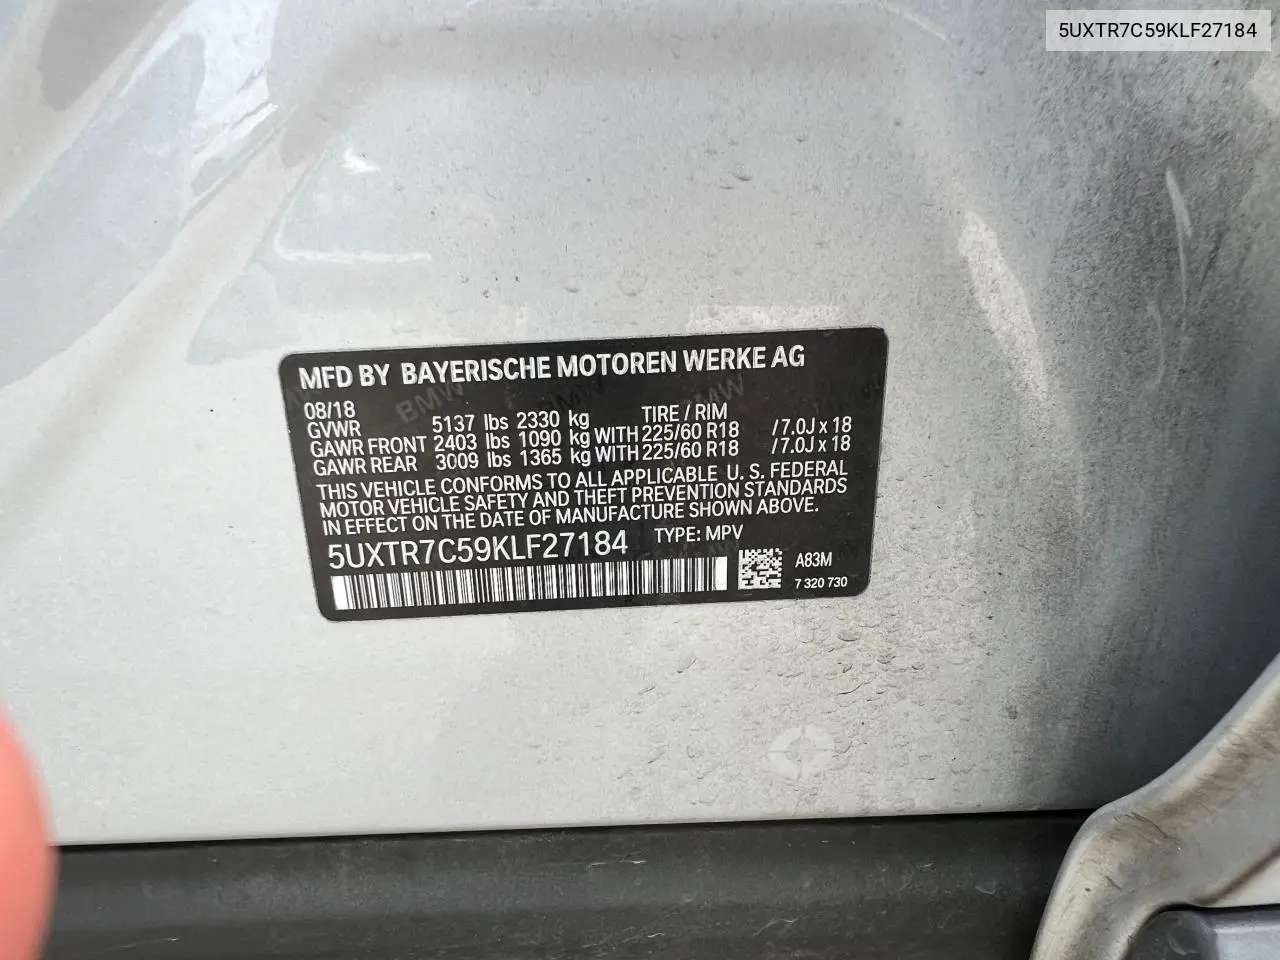 5UXTR7C59KLF27184
MFD BY BAYERISCHE MOTOREN WERKE AG
08/18 TIRE / RIM
GVWR 5137 lbs 2330 kg
GAWR FRONT 2403 lbs 1090 kg WITH 225/60 R18 /7.0J x 18
GAWR REAR 3009 lbs 1365 kg WITH 225/60 R18 /7.0J x 18
THIS VEHICLE CONFORMS TO ALL APPLICABLE U. S. FEDERAL
MOTOR VEHICLE SAFETY AND THEFT PREVENTION STANDARDS
IN EFFECT ON THE DATE OF MANUFACTURE SHOWN ABOVE.
5UXTR7C59KLF27184 TYPE: MPV
A83M
7 320 730